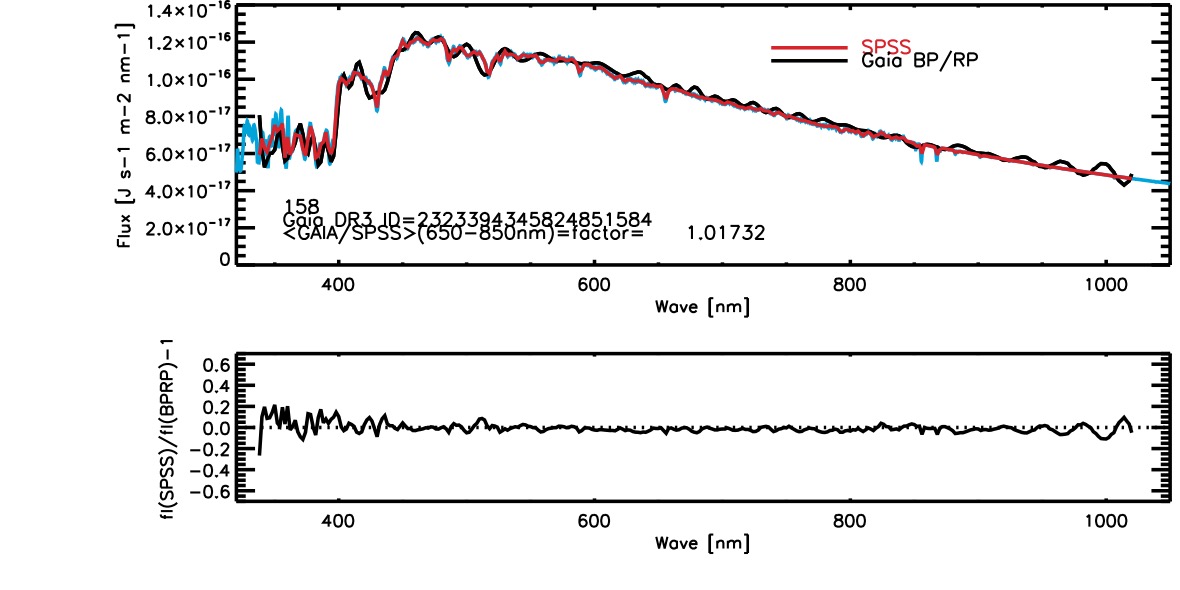 1.4×10−16
1.2×10−16
1.0×10−16
8.0×10−17
6.0×10−17
4.0×10−17
2.0×10−17
0
Flux [J s−1 m−2 nm−1]
SPSS
Gaia BP/RP
158
Gaia DR3 ID=2323394345824851584
<GAIA/SPSS>(650−850nm)=factor= 1.01732
400 600 800 1000
Wave [nm]
fl(SPSS)/fl(BPRP)−1
0.6
0.4
0.2
0.0
−0.2
−0.4
−0.6
400 600 800 1000
Wave [nm]